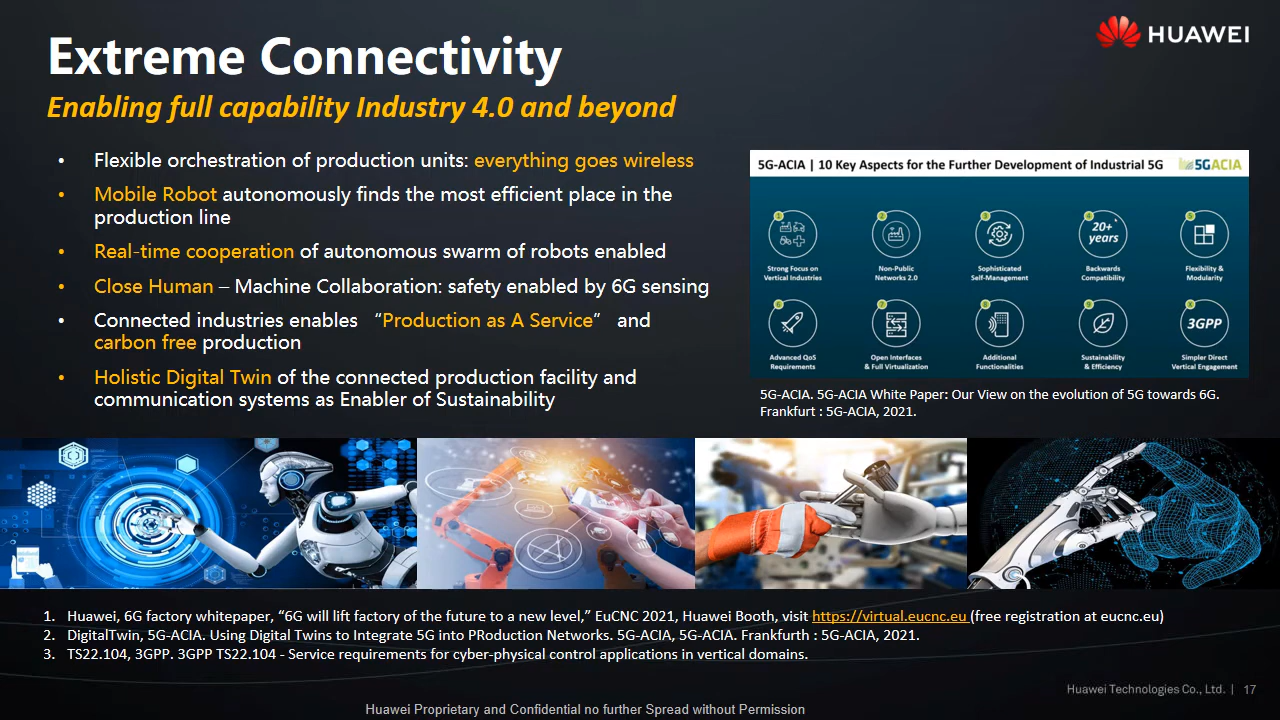 HUAWEI
Extreme Connectivity
Enabling full capability Industry 4.0 and beyond
• Flexible orchestration of production units: everything goes wireless
• Mobile Robot autonomously finds the most efficient place in the
production line
• Real-time cooperation of autonomous swarm of robots enabled
• Close Human – Machine Collaboration: safety enabled by 6G sensing
• Connected industries enables “Production as A Service” and
carbon free production
• Holistic Digital Twin of the connected production facility and
communication systems as Enabler of Sustainability
5G-ACIA | 10 Key Aspects for the Further Development of Industrial 5G
5GACIA
1
Strong Focus on
Vertical Industries
2
Non-Public
Networks 2.0
3
Sophisticated
Self-Management
4
20+
years
Backwards
Compatibility
5
Flexibility &
Modularity
6
Advanced QoS
Requirements
7
Open Interfaces
& Full Virtualization
8
Additional
Functionalities
9
Sustainability
& Efficiency
3GPP
Simpler Direct
Vertical Engagement
5G-ACIA. 5G-ACIA White Paper: Our View on the evolution of 5G towards 6G.
Frankfurt : 5G-ACIA, 2021.
1. Huawei, 6G factory whitepaper, “6G will lift factory of the future to a new level,” EuCNC 2021, Huawei Booth, visit https://virtual.eucnc.eu (free registration at eucnc.eu)
2. DigitalTwin, 5G-ACIA. Using Digital Twins to Integrate 5G into PRoduction Networks. 5G-ACIA, 5G-ACIA. Frankfurth : 5G-ACIA, 2021.
3. TS22.104, 3GPP. 3GPP TS22.104 - Service requirements for cyber-physical control applications in vertical domains.
Huawei Technologies Co., Ltd. | 17
Huawei Proprietary and Confidential no further Spread without Permission